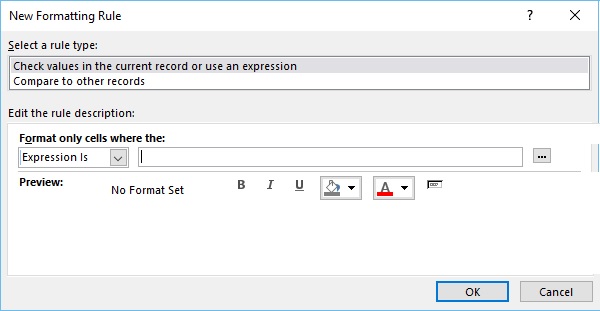 New Formatting Rule
?
Select a rule type:
Check values in the current record or use an expression
Compare to other records
Edit the rule description:
Format only cells where the:
Expression Is
...
Preview:
No Format Set
B I U A
OK Cancel